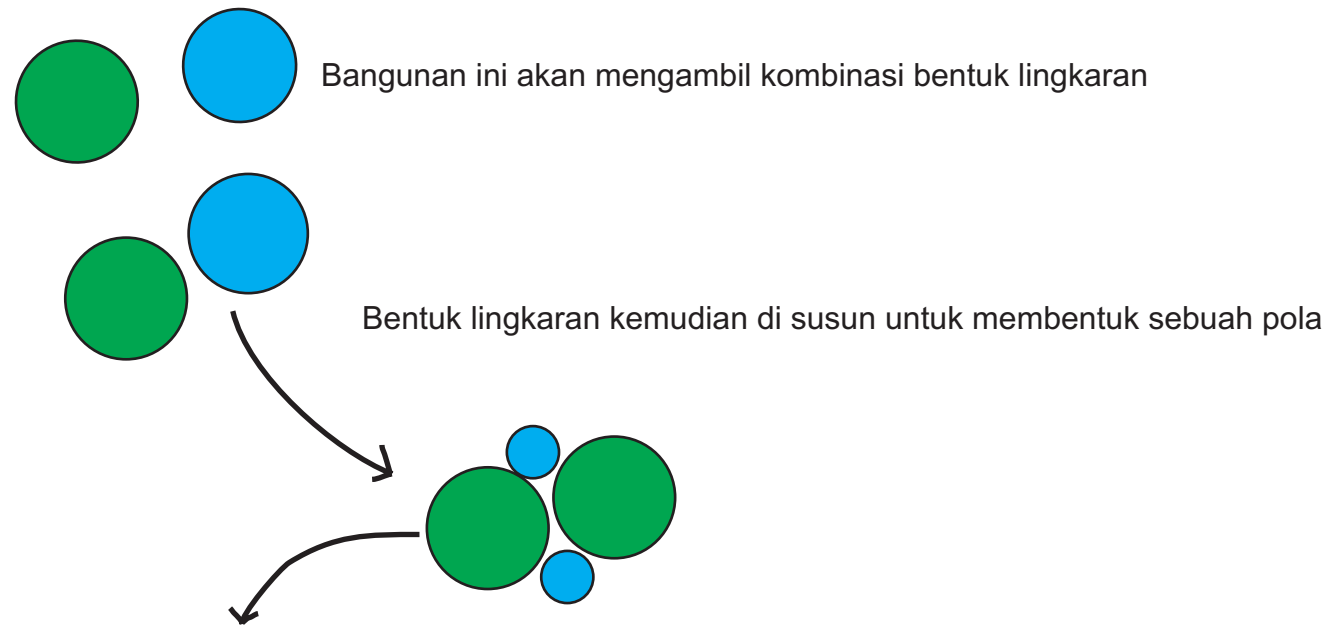 Bangunan ini akan mengambil kombinasi bentuk lingkaran
Bentuk lingkaran kemudian di susun untuk membentuk sebuah pola